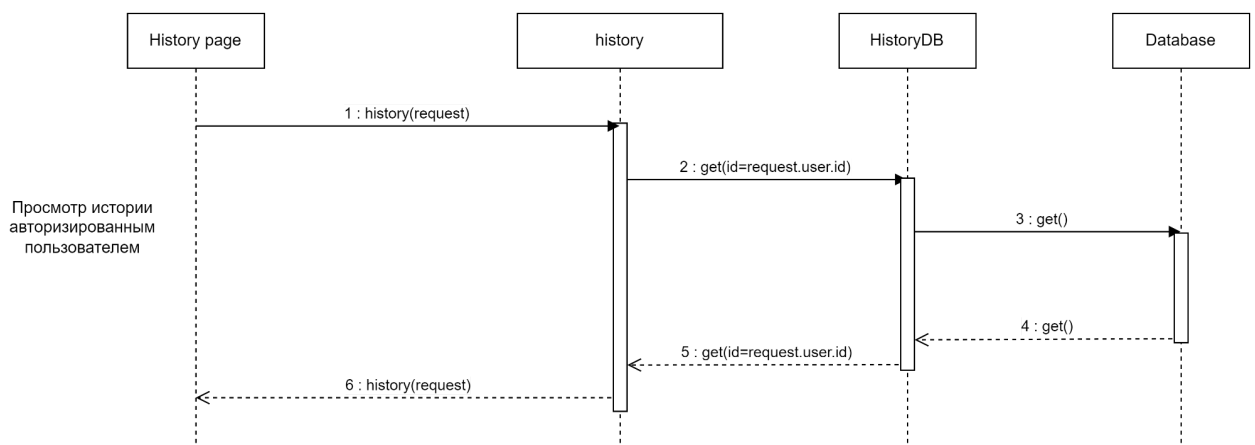 History page
history
HistoryDB
Database
1 : history(request)
2 : get(id=request.user.id)
Просмотр истории
авторизированным
пользователем
3 : get()
4 : get()
5 : get(id=request.user.id)
6 : history(request)